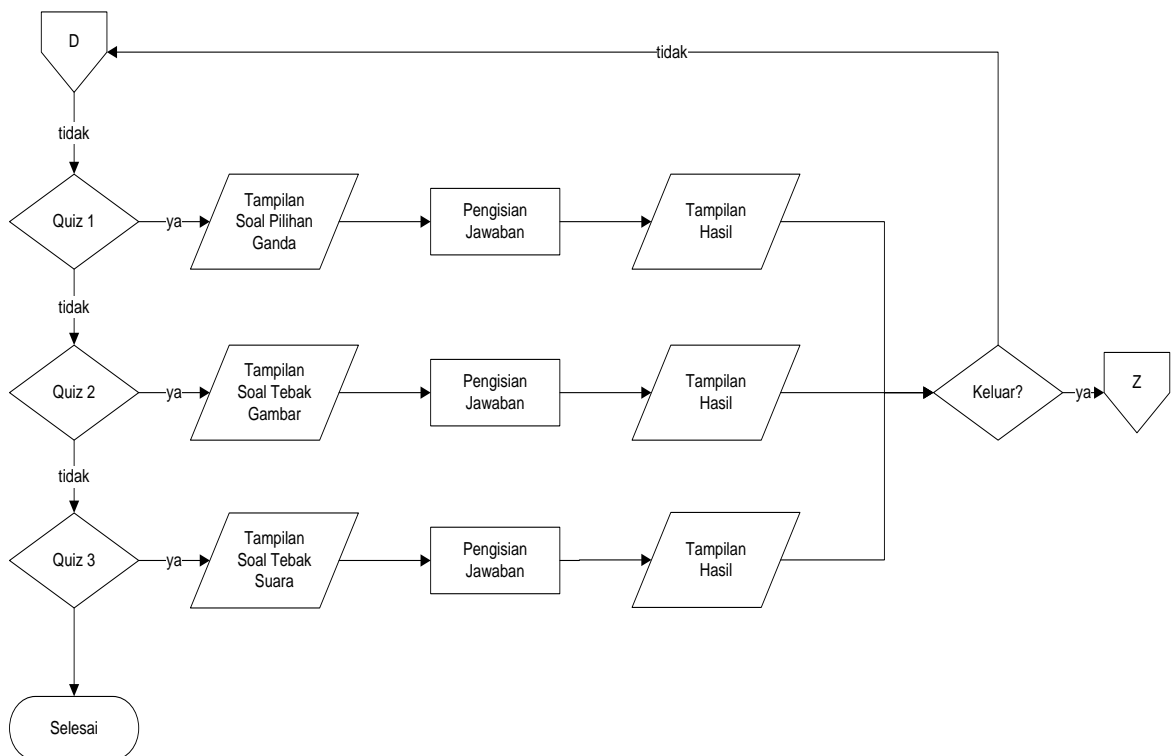 D
tidak
tidak
Quiz 1
ya
Tampilan
Soal Pilihan
Ganda
Pengisian
Jawaban
Tampilan
Hasil
tidak
Quiz 2
ya
Tampilan
Soal Tebak
Gambar
Pengisian
Jawaban
Tampilan
Hasil
Keluar?
ya
Z
tidak
Quiz 3
ya
Tampilan
Soal Tebak
Suara
Pengisian
Jawaban
Tampilan
Hasil
Selesai